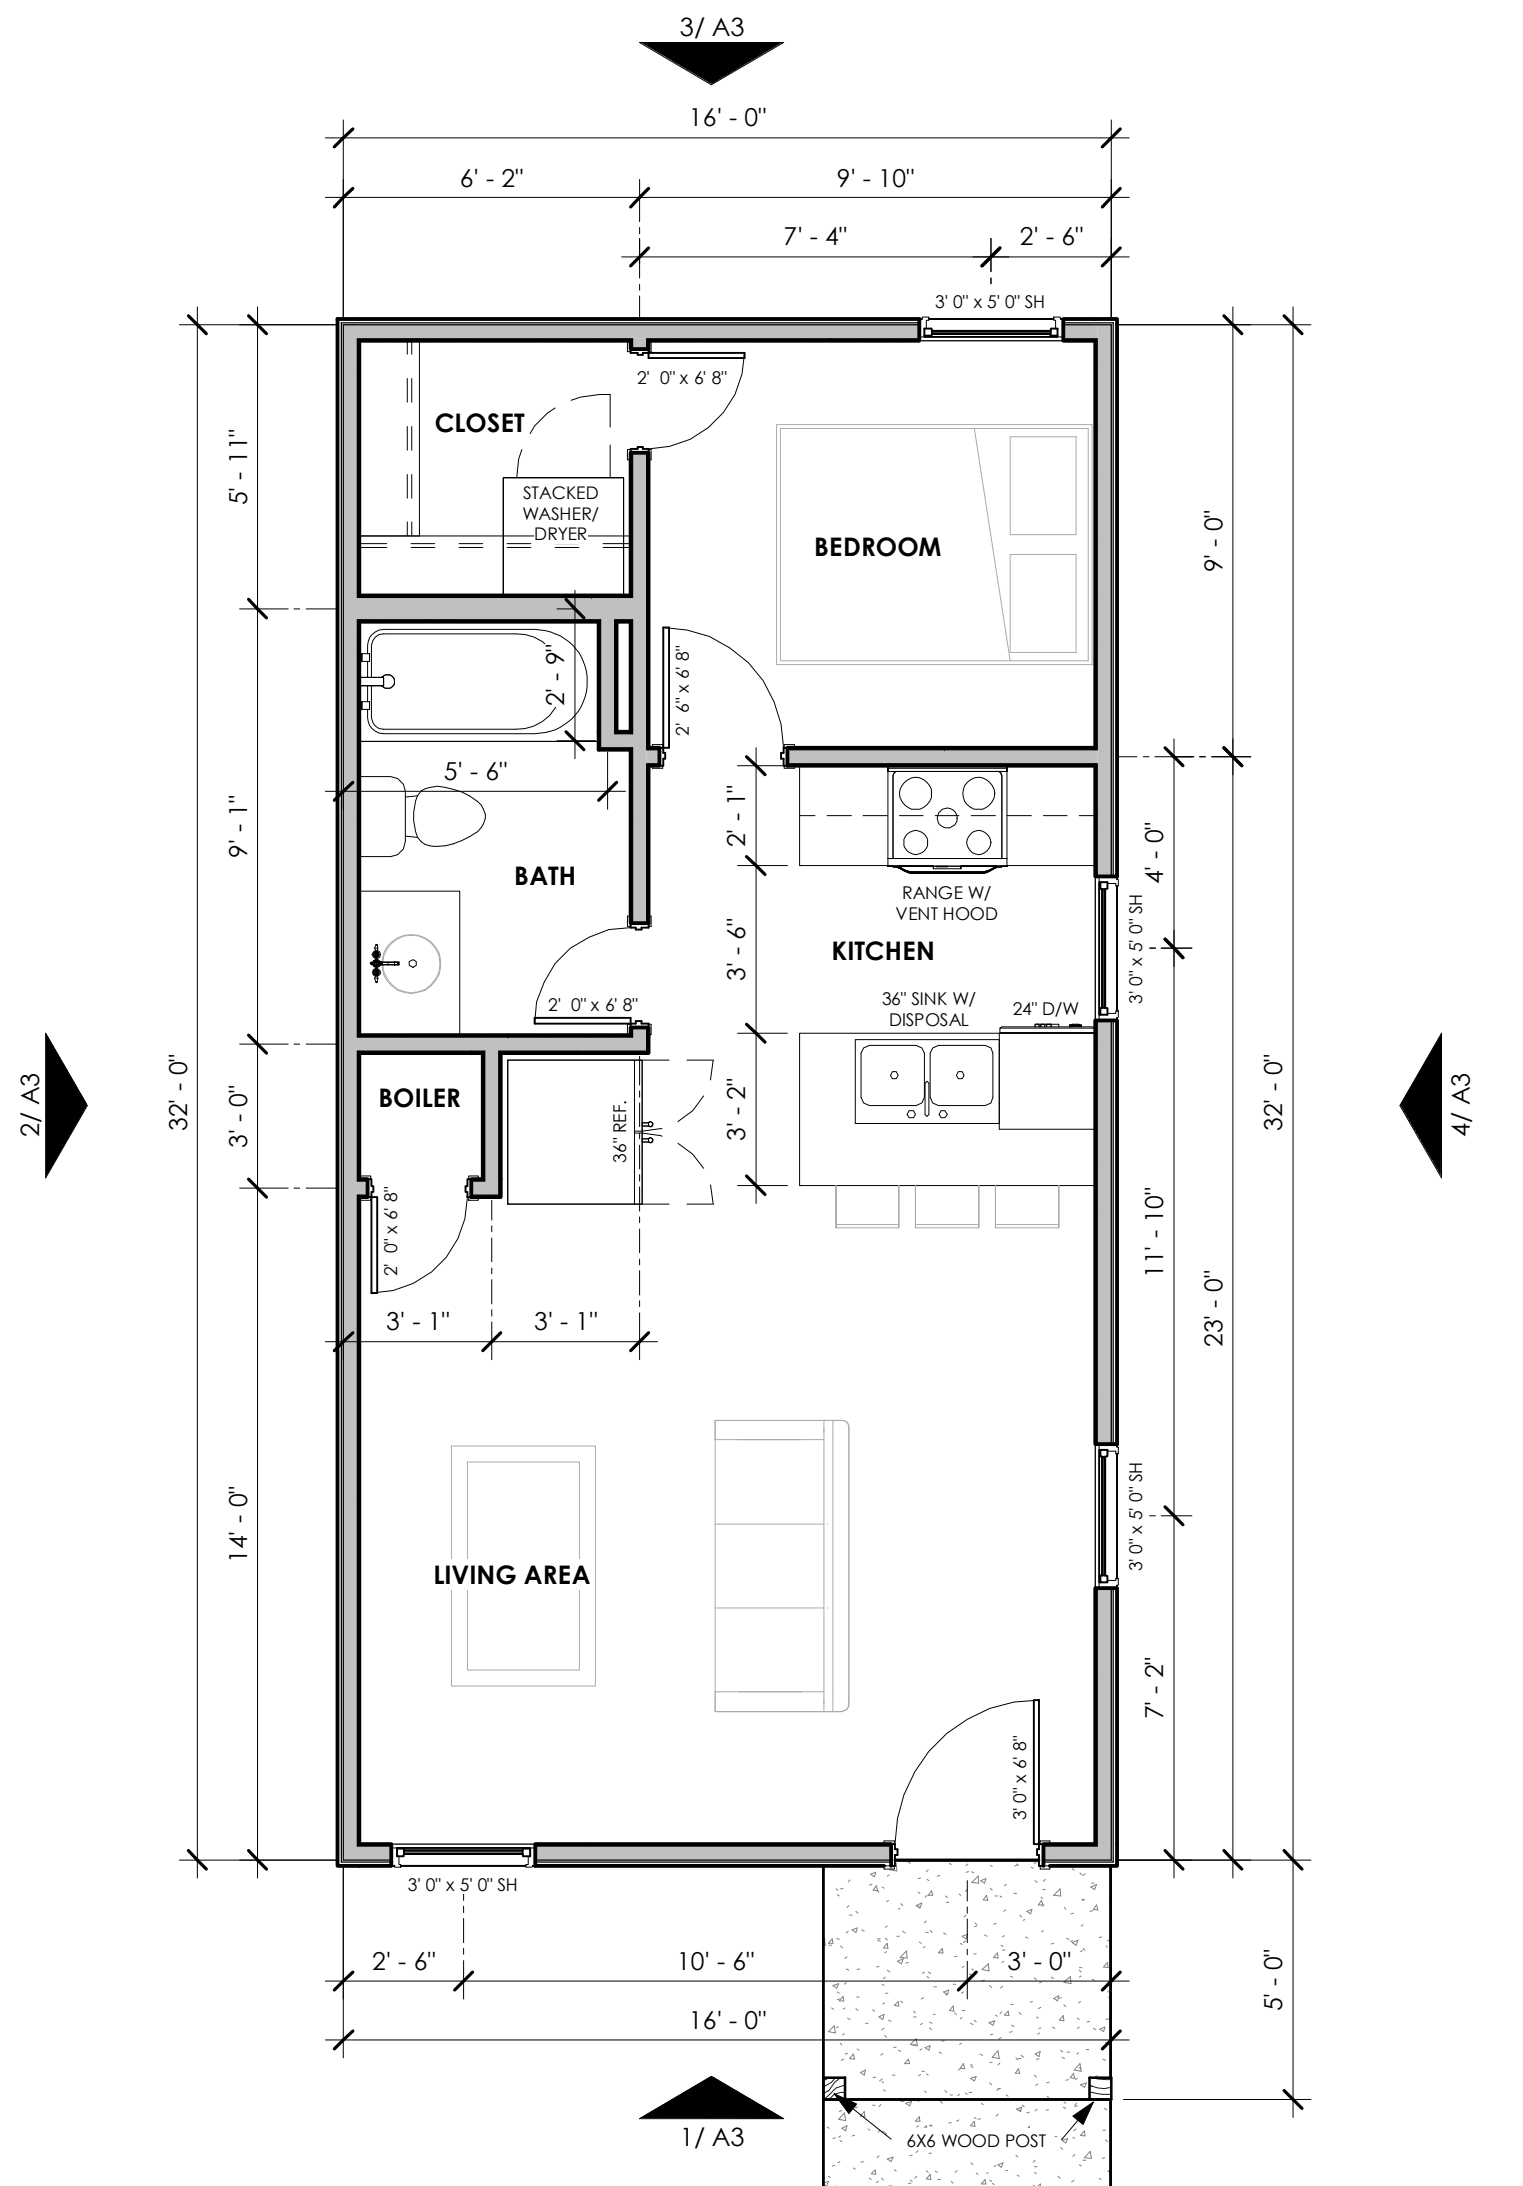 3/ A3
16' - 0"
6' - 2"
9' - 10"
7' - 4"
2' - 6"
3' 0" x 5' 0" SH
2' 0" x 6' 8"
CLOSET
5' - 11"
STACKED
WASHER/
DRYER
BEDROOM
9' - 0"
2' - 9"
2' 6" x 6' 8"
5' - 6"
9' - 1"
2' - 1"
4' - 0"
BATH
RANGE W/
VENT HOOD
3' - 6"
KITCHEN
3' 0" x 5' 0" SH
2' 0" x 6' 8"
36" SINK W/
DISPOSAL
24" D/W
2/ A3
32' - 0"
3' - 0"
BOILER
36" REF.
3' - 2"
32' - 0"
4/ A3
2' 0" x 6' 8"
11' - 10"
23' - 0"
3' - 1"
3' - 1"
14' - 0"
3' 0" x 5' 0" SH
LIVING AREA
7' - 2"
3' 0" x 6' 8"
3' 0" x 5' 0" SH
2' - 6"
10' - 6"
3' - 0"
5' - 0"
16' - 0"
1/ A3
6X6 WOOD POST